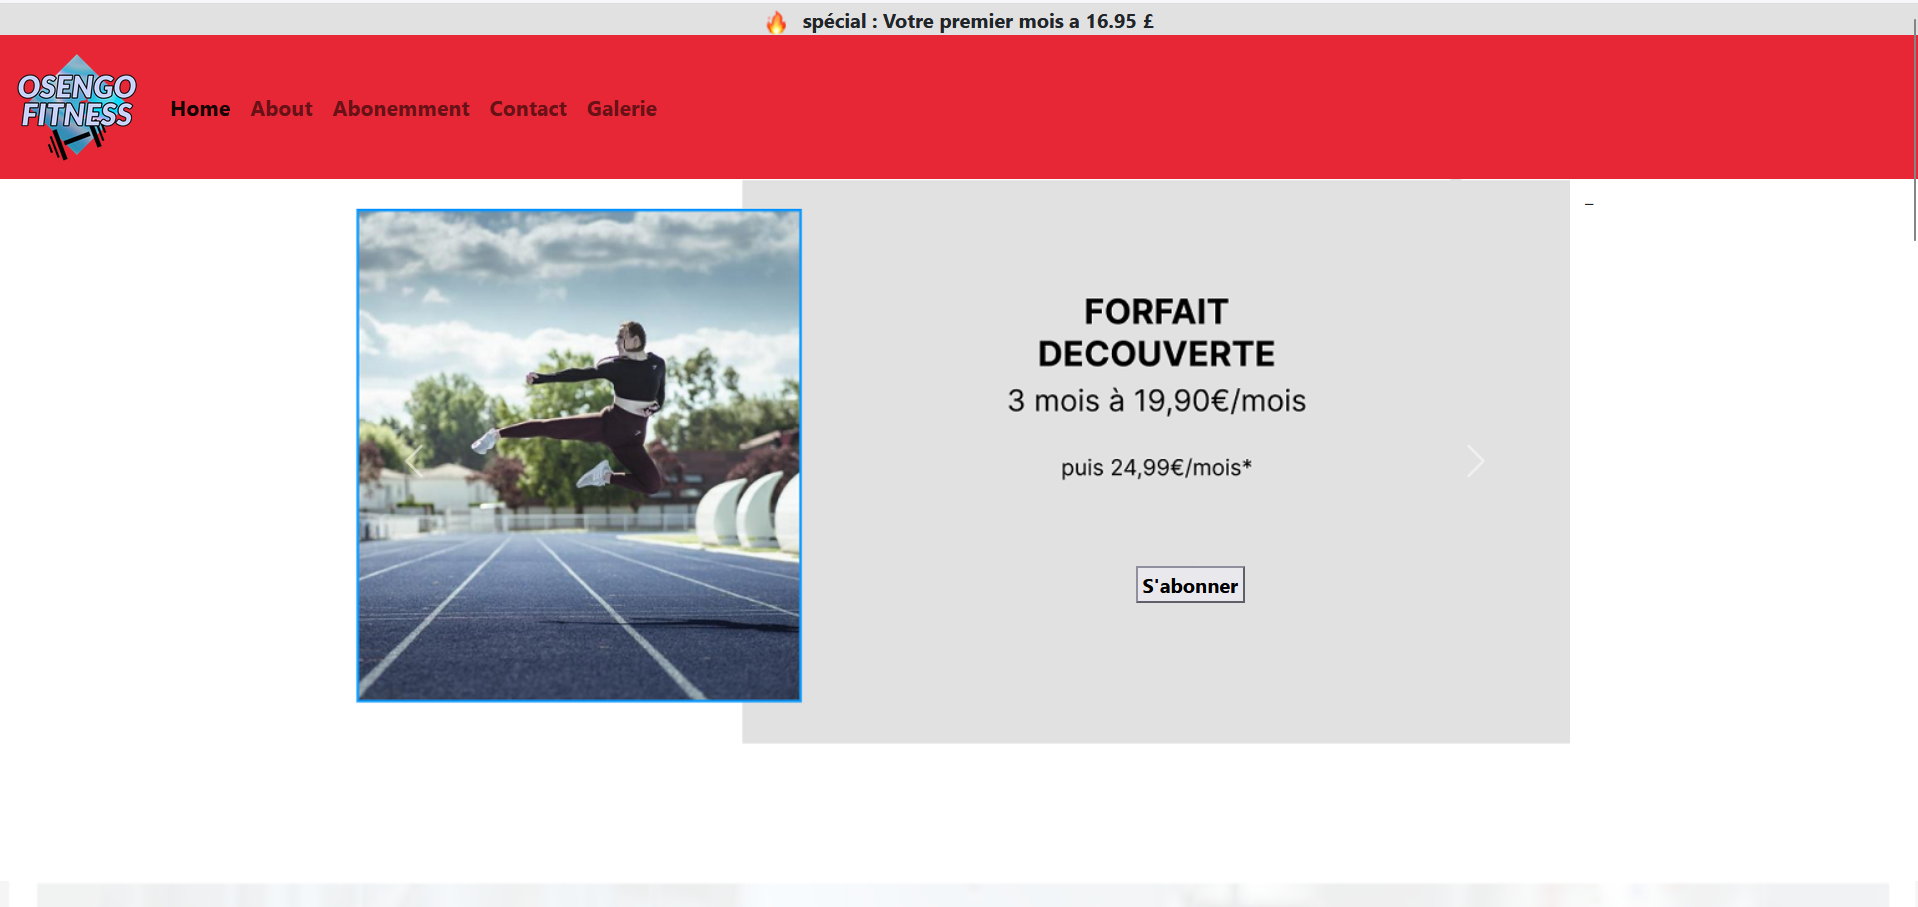 🔥 spécial : Votre premier mois a 16.95 £
OSENGO
FITNESS
Home About Abonemment Contact Galerie
FORFAIT
DECOUVERTE
3 mois à 19,90€/mois
puis 24,99€/mois*
S'abonner